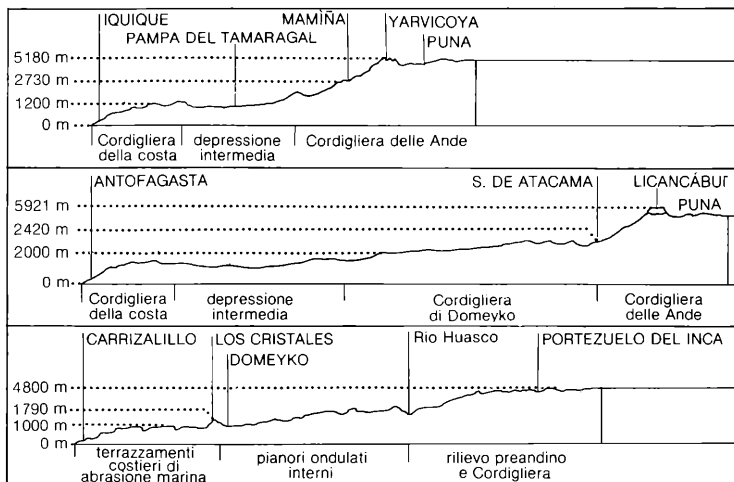 IQUIQUE MAMIÑA YARVICOYA
PAMPA DEL TAMARAGAL PUNA
5180 m
2730 m
1200 m
0 m
Cordigliera della costa
depressione intermedia
Cordigliera delle Ande
ANTOFAGASTA S. DE ATACAMA LICANCÁBUR
PUNA
5921 m
2420 m
2000 m
0 m
Cordigliera della costa
depressione intermedia
Cordigliera di Domeyko
Cordigliera delle Ande
CARRIZALILLO LOS CRISTALES Rio Huasco PORTEZUELO DEL INCA
DOMEYKO
4800 m
1790 m
1000 m
0 m
terrazzamenti costieri di abrasione marina
pianori ondulati interni
rilievo preandino e Cordigliera